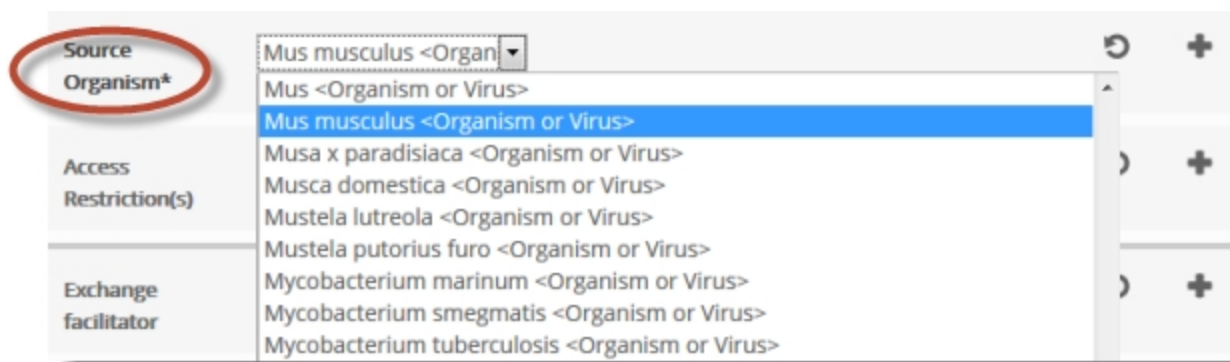 Source
Organism*
Mus musculus <Organ
Mus <Organism or Virus>
Mus musculus <Organism or Virus>
Musa x paradisiaca <Organism or Virus>
Access
Restriction(s)
Musca domestica <Organism or Virus>
Mustela lutreola <Organism or Virus>
Mustela putorius furo <Organism or Virus>
Exchange
facilitator
Mycobacterium marinum <Organism or Virus>
Mycobacterium smegmatis <Organism or Virus>
Mycobacterium tuberculosis <Organism or Virus>